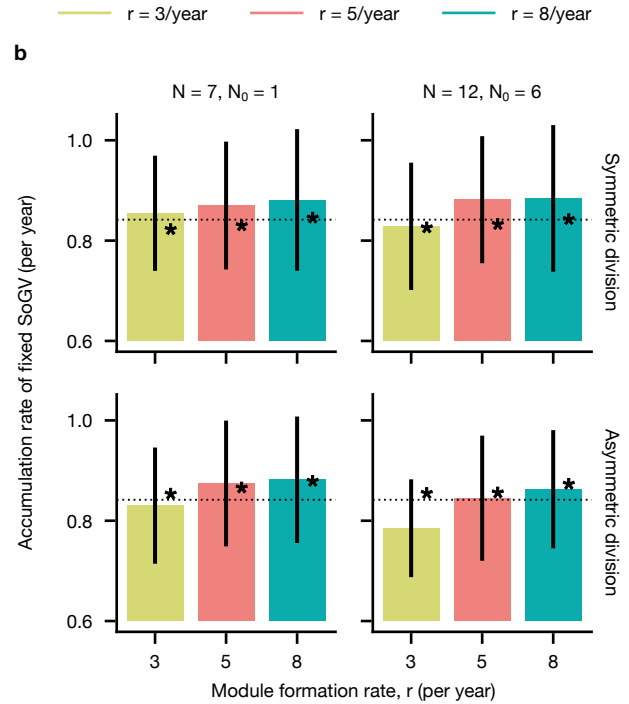 r = 3/year r = 5/year r = 8/year
b
N = 7, N₀ = 1 N = 12, N₀ = 6
Accumulation rate of fixed SoGV (per year)
1.0
0.8
0.6
* * * * * *
Symmetric division
1.0
0.8
0.6
* * * * * *
Asymmetric division
3 5 8 3 5 8
Module formation rate, r (per year)